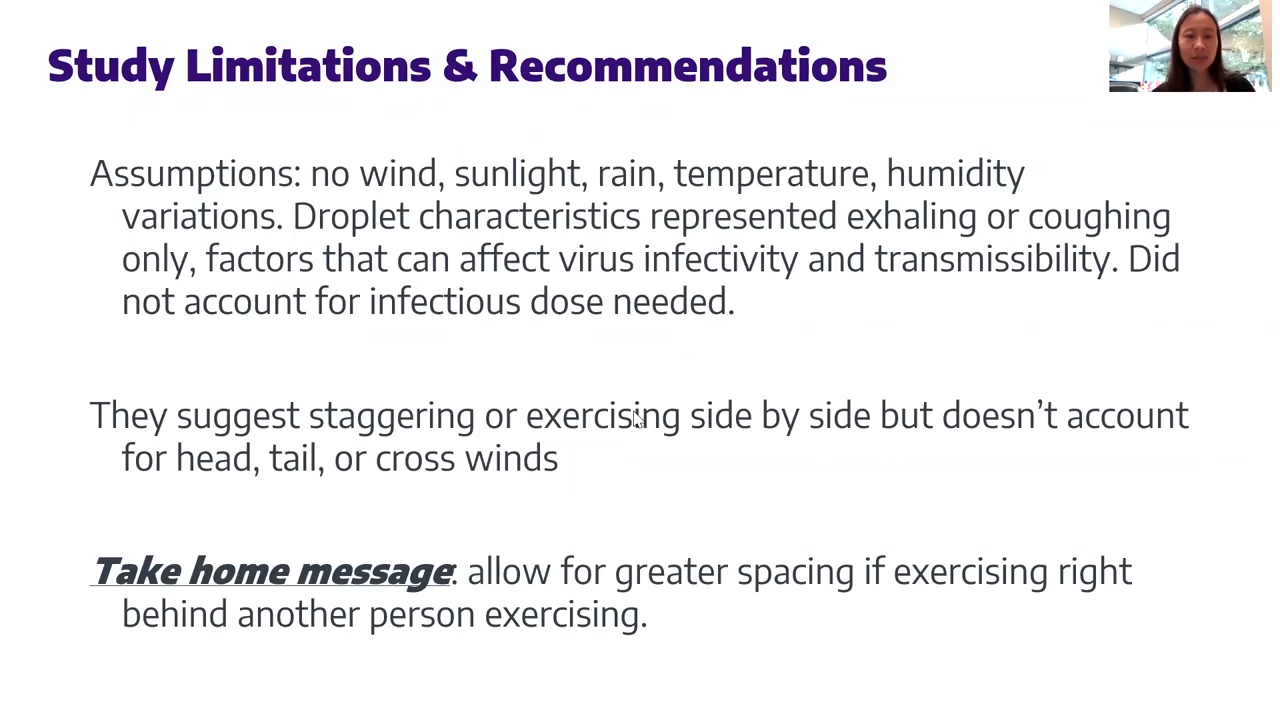 Study Limitations & Recommendations
Assumptions: no wind, sunlight, rain, temperature, humidity
variations. Droplet characteristics represented exhaling or coughing
only, factors that can affect virus infectivity and transmissibility. Did
not account for infectious dose needed.
They suggest staggering or exercising side by side but doesn’t account
for head, tail, or cross winds
Take home message: allow for greater spacing if exercising right
behind another person exercising.